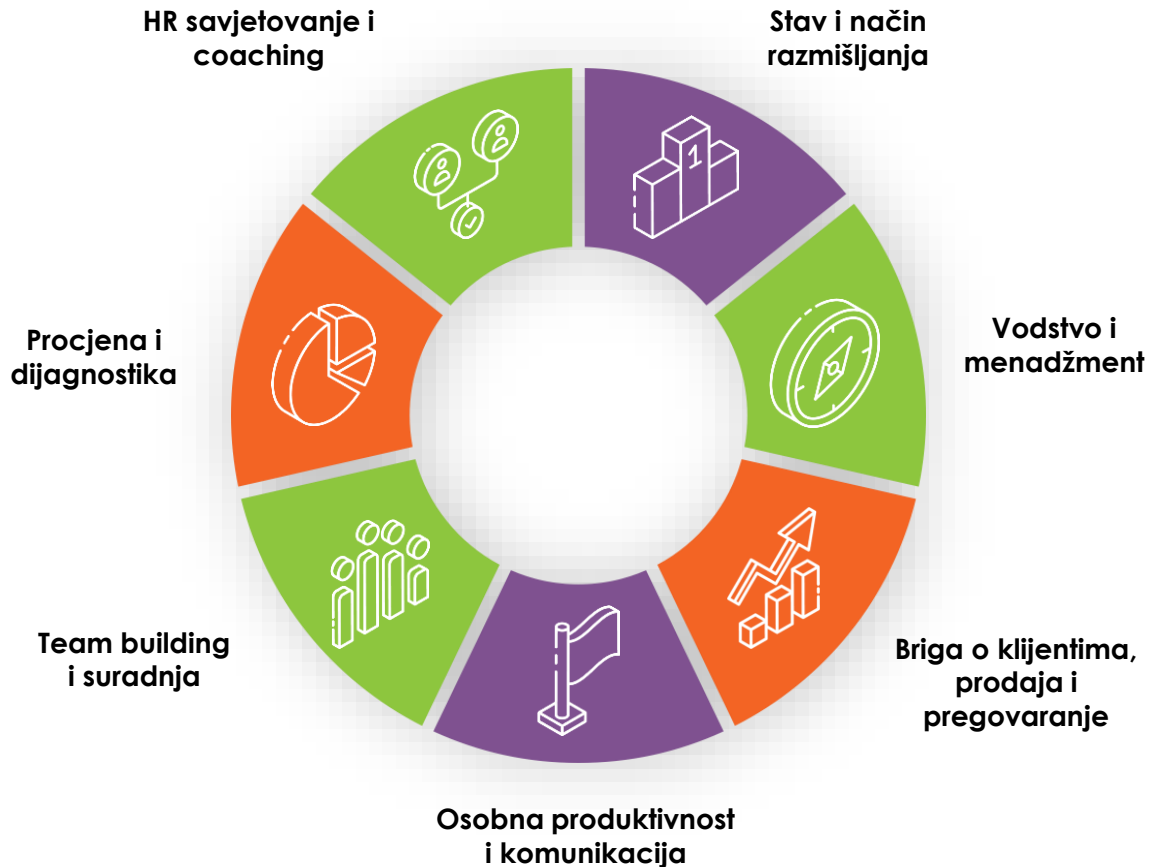 HR savjetovanje i
coaching
Stav i način
razmišljanja
1
Procjena i
dijagnostika
Vodstvo i
menadžment
Team building
i suradnja
Briga o klijentima,
prodaja i
pregovaranje
Osobna produktivnost
i komunikacija